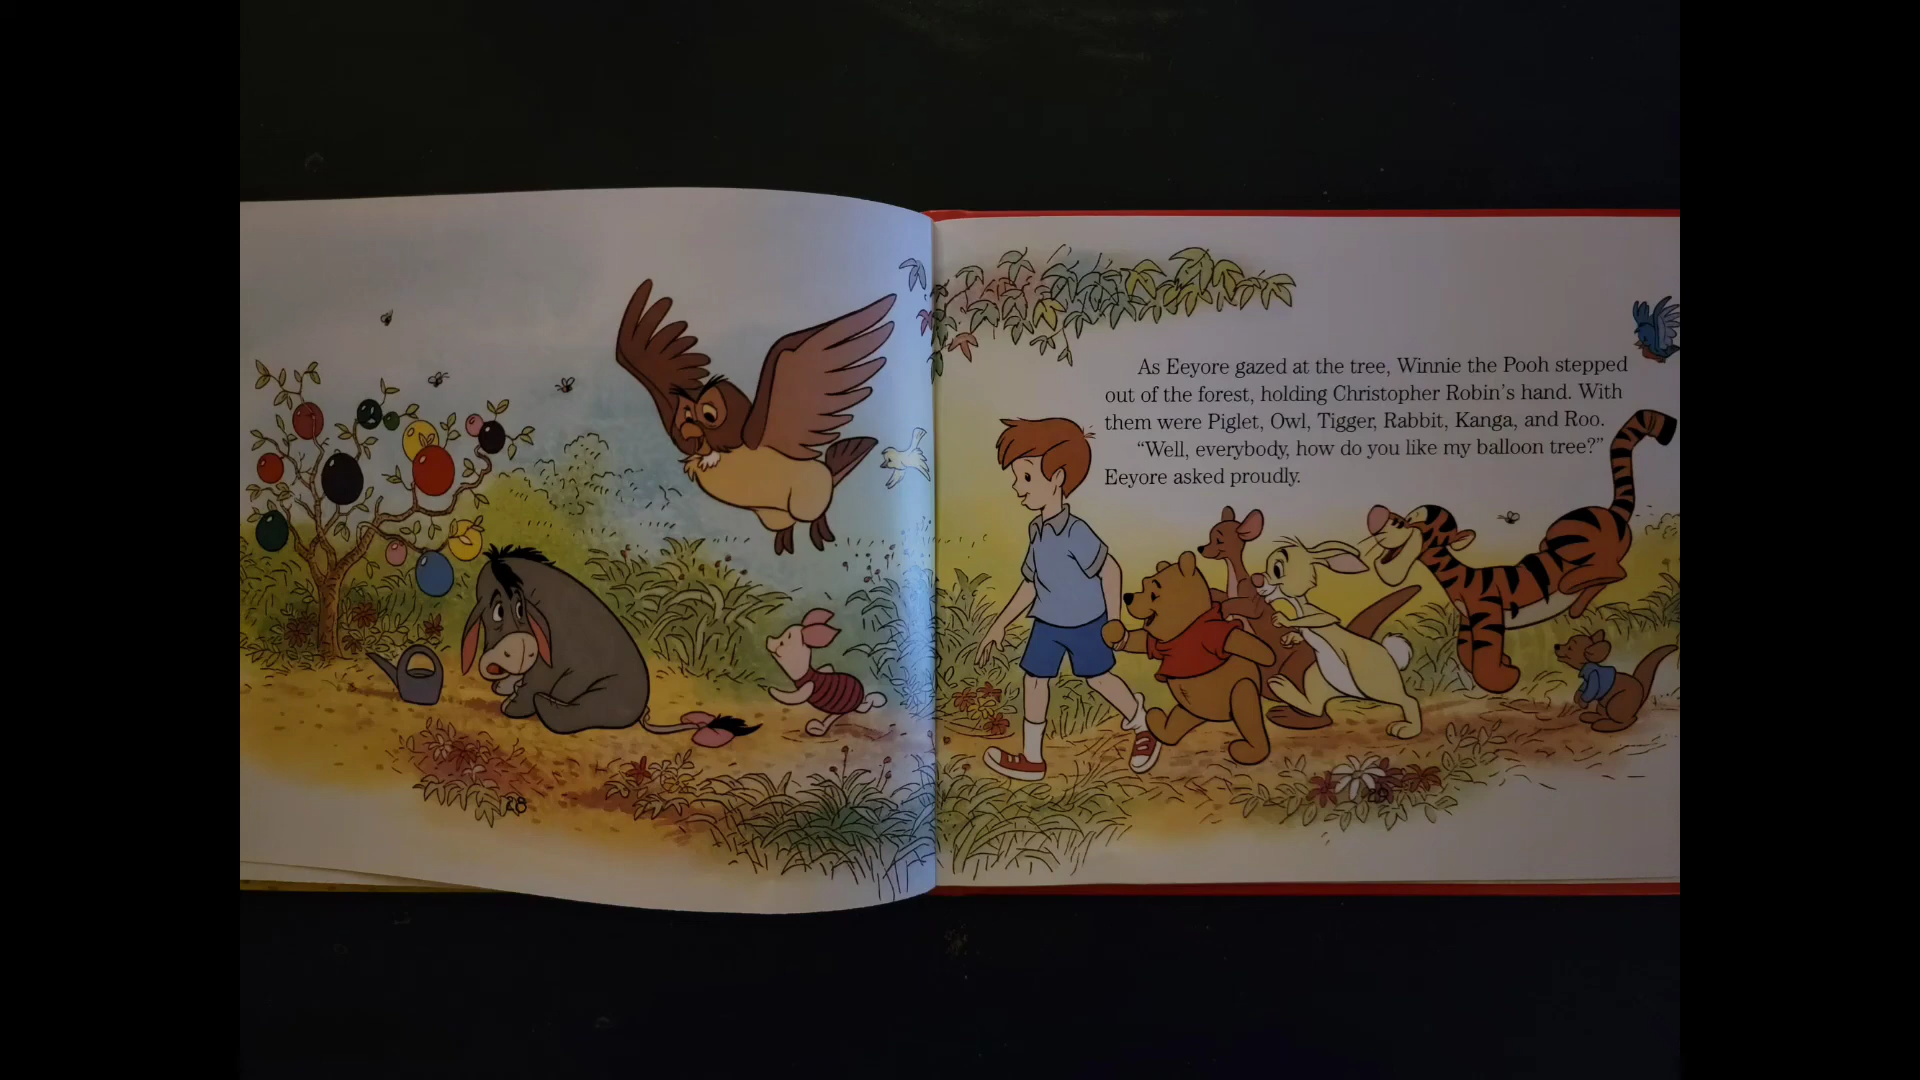 As Eeyore gazed at the tree, Winnie the Pooh stepped
out of the forest, holding Christopher Robin's hand. With
them were Piglet, Owl, Tigger, Rabbit, Kanga, and Roo.
“Well, everybody, how do you like my balloon tree?”
Eeyore asked proudly.
28
29